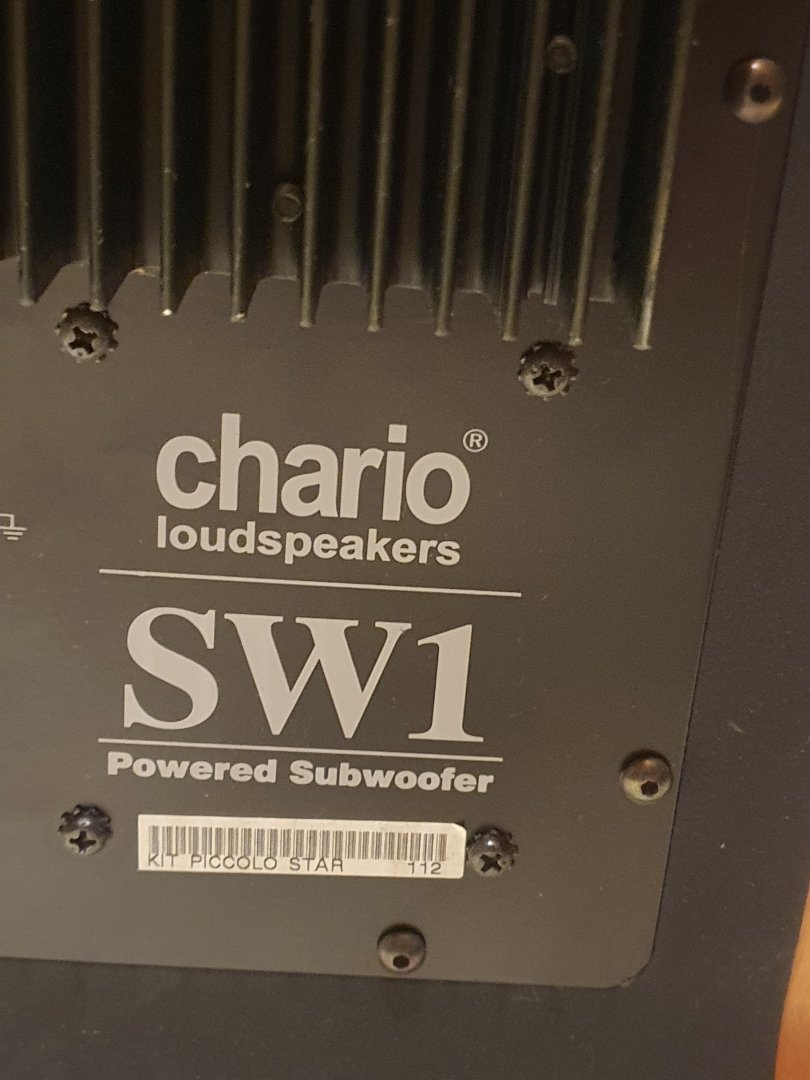 chario®
loudspeakers
SW1
Powered Subwoofer
KIT PICCOLO STAR 112